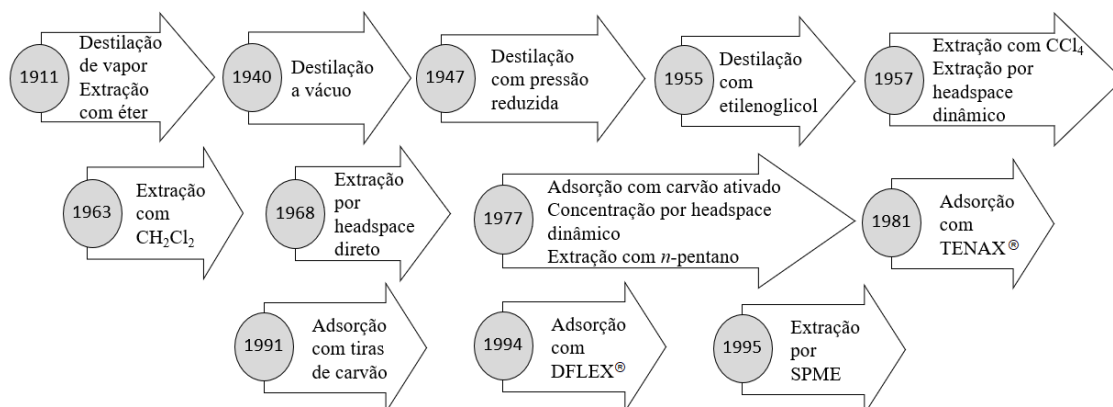 1911
Destilação
de vapor
Extração
com éter
1940
Destilação
a vácuo
1947
Destilação
com pressão
reduzida
1955
Destilação
com
etilenoglicol
1957
Extração com CCl₄
Extração por
headspace
dinâmico
1963
Extração
com
CH₂Cl₂
1968
Extração
por
headspace
direto
1977
Adsorção com carvão ativado
Concentração por headspace
dinâmico
Extração com n-pentano
1981
Adsorção
com
TENAX®
1991
Adsorção
com tiras
de carvão
1994
Adsorção
com
DFLEX®
1995
Extração
por
SPME